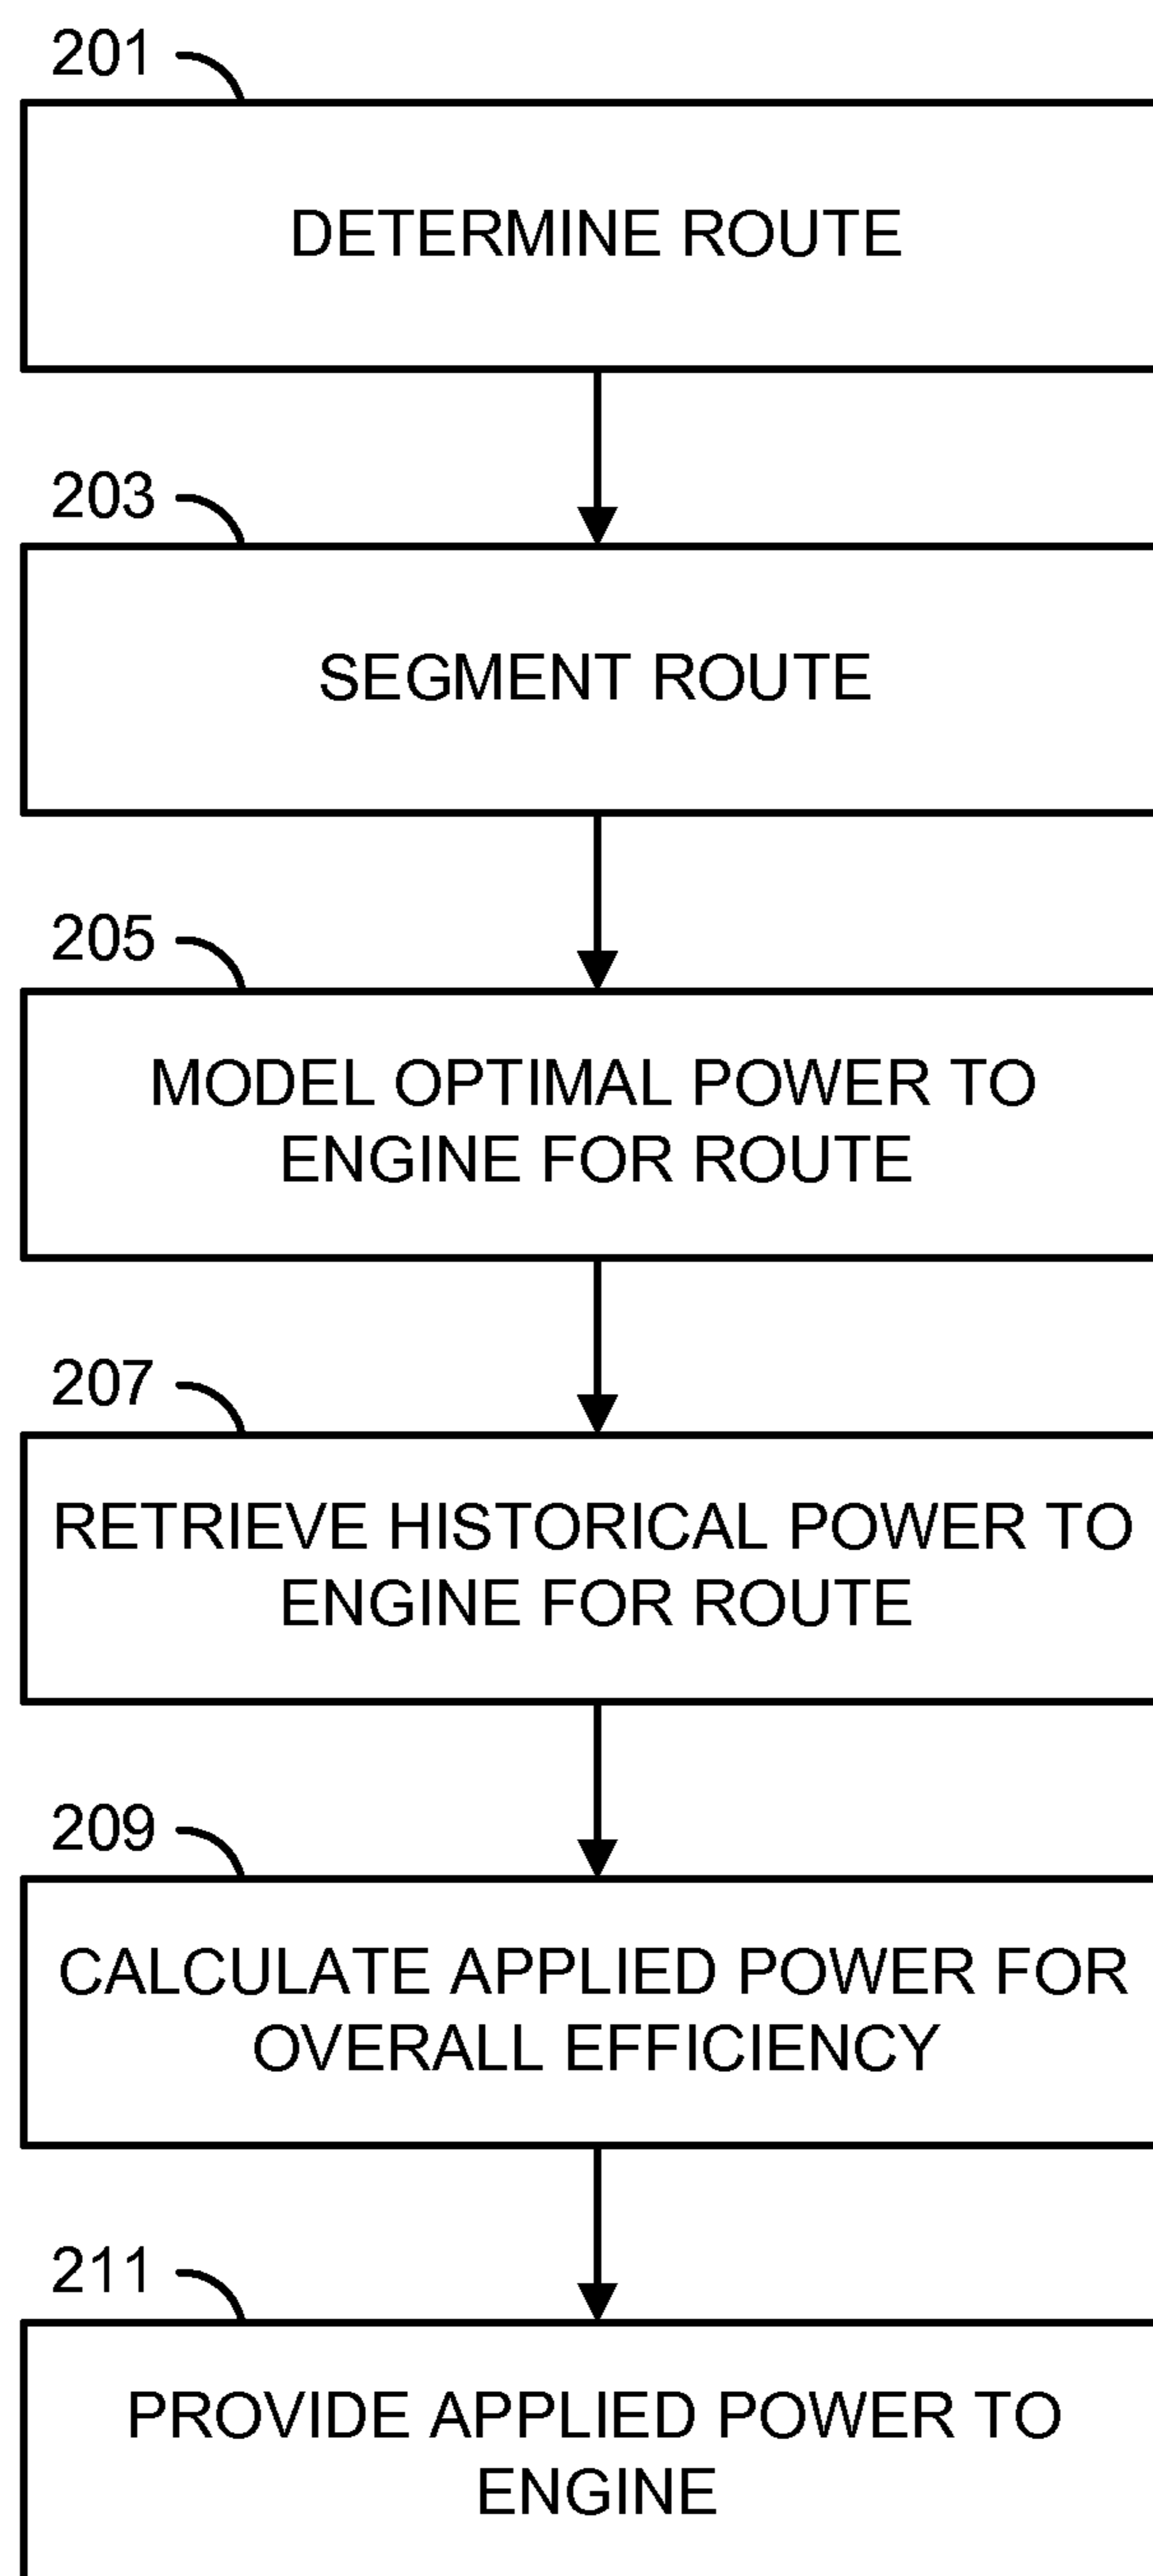 201
DETERMINE ROUTE
203
SEGMENT ROUTE
205
MODEL OPTIMAL POWER TO
ENGINE FOR ROUTE
207
RETRIEVE HISTORICAL POWER TO
ENGINE FOR ROUTE
209
CALCULATE APPLIED POWER FOR
OVERALL EFFICIENCY
211
PROVIDE APPLIED POWER TO
ENGINE